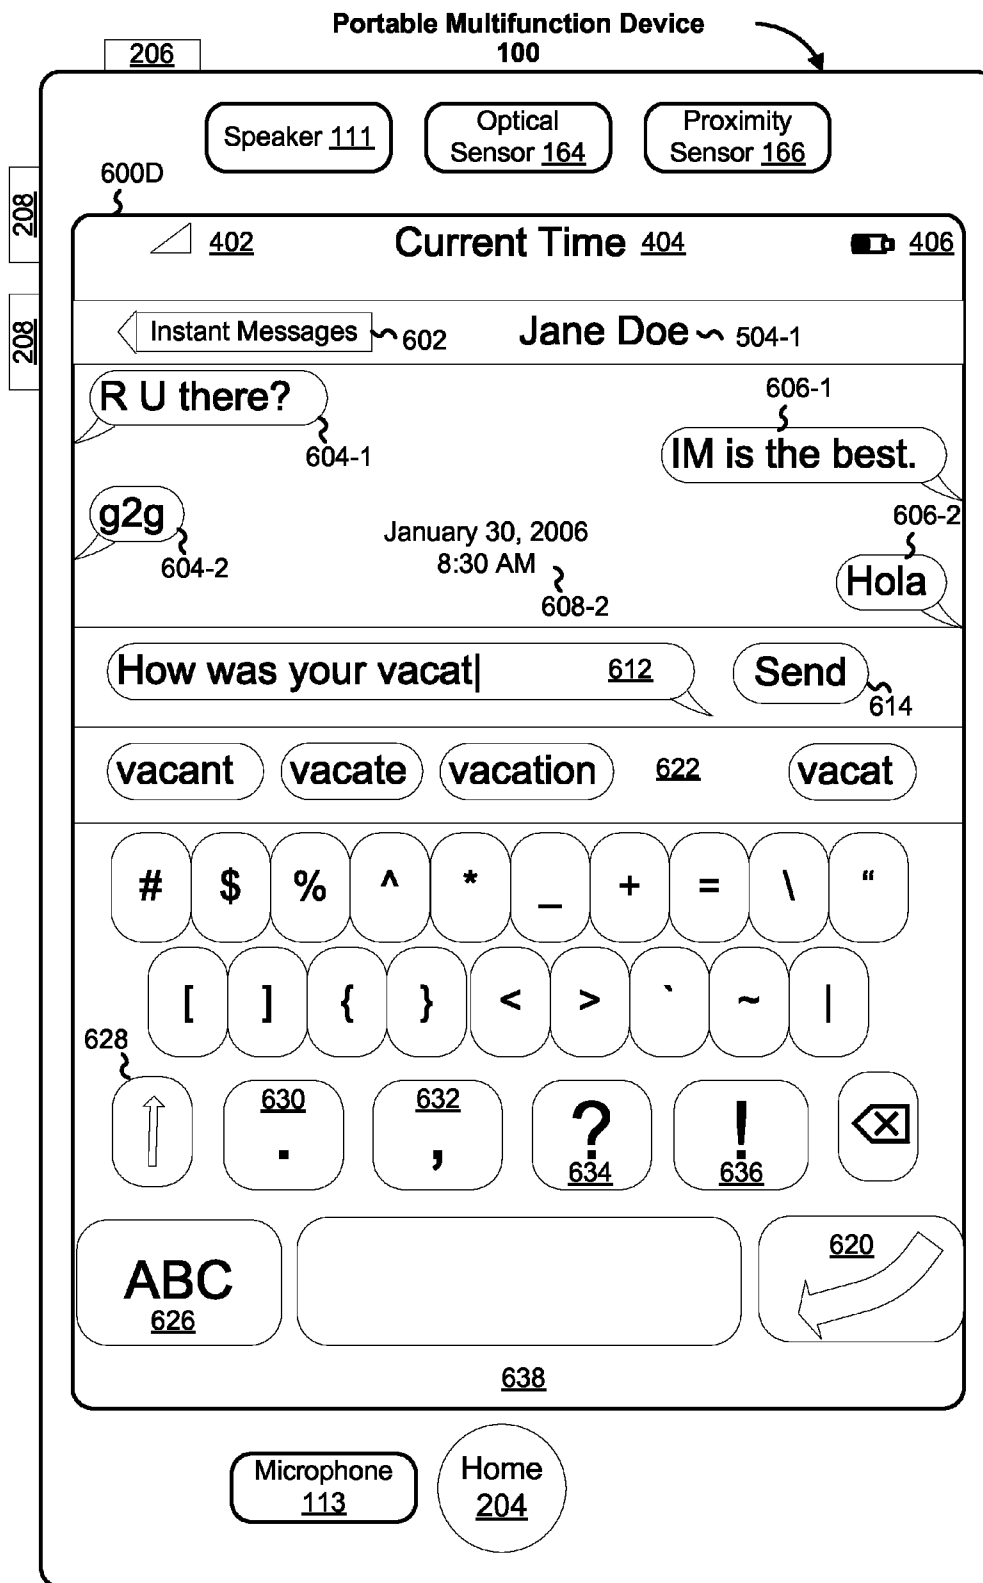 Portable Multifunction Device
100
206
Speaker 111
Optical
Sensor 164
Proximity
Sensor 166
600D
208
208
402
Current Time 404
406
Instant Messages
602
Jane Doe
504-1
R U there?
604-1
606-1
IM is the best.
g2g
604-2
January 30, 2006
8:30 AM
608-2
606-2
Hola
How was your vacat
612
Send
614
vacant
vacate
vacation
622
vacat
# $ % ^ * _ + = \ “
[ ] { } < > ` ~ |
628
630
.
632
,
?
634
!
636
ABC
626
620
638
Microphone
113
Home
204